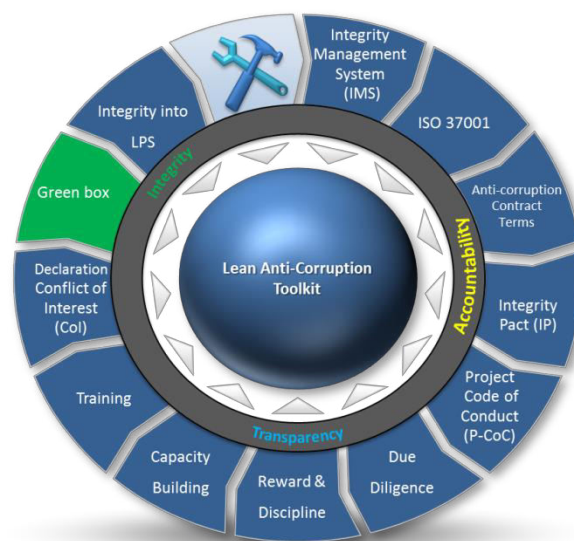 Integrity
Management
System
(IMS)
ISO 37001
Anti-corruption
Contract
Terms
Integrity
Pact (IP)
Project
Code of
Conduct
(P-CoC)
Due
Diligence
Reward &
Discipline
Capacity
Building
Training
Declaration
Conflict of
Interest
(CoI)
Green box
Integrity into
LPS
Integrity
Accountability
Transparency
Lean Anti-Corruption
Toolkit